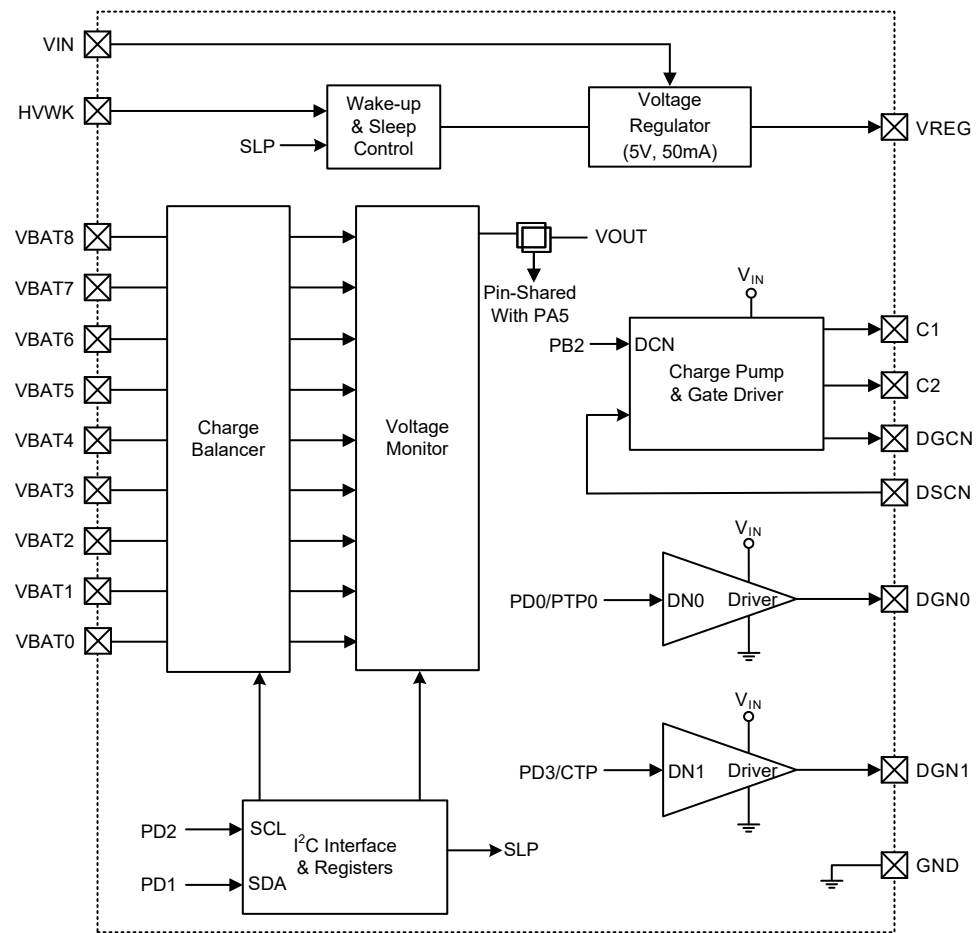 VIN
HVWK
SLP
Wake-up
& Sleep
Control
Voltage
Regulator
(5V, 50mA)
VREG
VBAT8
VBAT7
VBAT6
VBAT5
VBAT4
VBAT3
VBAT2
VBAT1
VBAT0
Charge
Balancer
Voltage
Monitor
VOUT
Pin-Shared
With PA5
VIN
PB2
DCN
Charge Pump
& Gate Driver
C1
C2
DGCN
DSCN
VIN
PD0/PTP0
DN0
Driver
DGN0
VIN
PD3/CTP
DN1
Driver
DGN1
PD2
PD1
SCL
SDA
I²C Interface
& Registers
SLP
GND